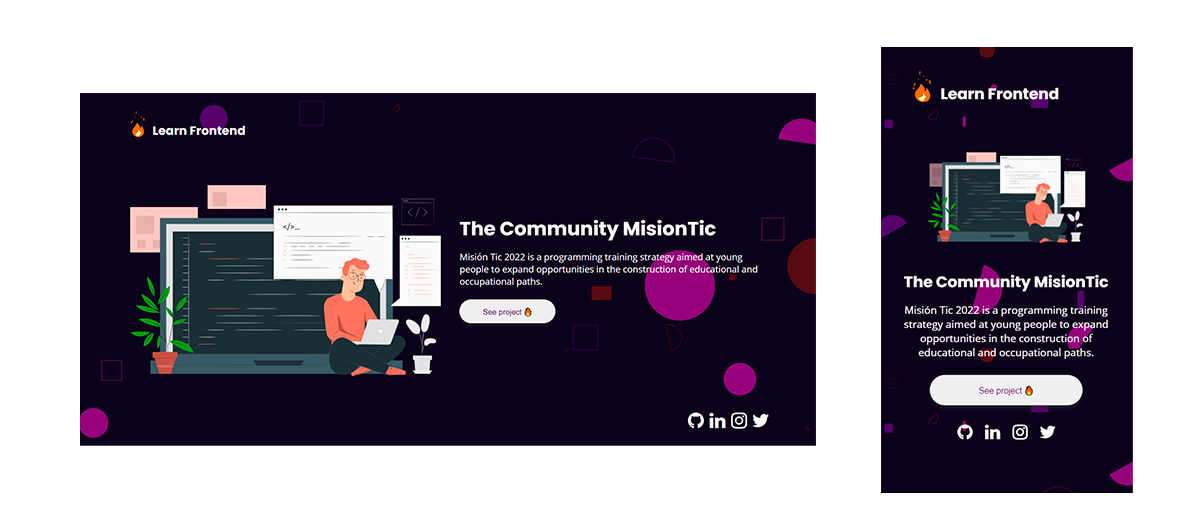 Learn Frontend
</>...
</>
The Community MisionTic
Misión Tic 2022 is a programming training strategy aimed at young
people to expand opportunities in the construction of educational and
occupational paths.
See project
Learn Frontend
The Community MisionTic
Misión Tic 2022 is a programming training
strategy aimed at young people to expand
opportunities in the construction of
educational and occupational paths.
See project